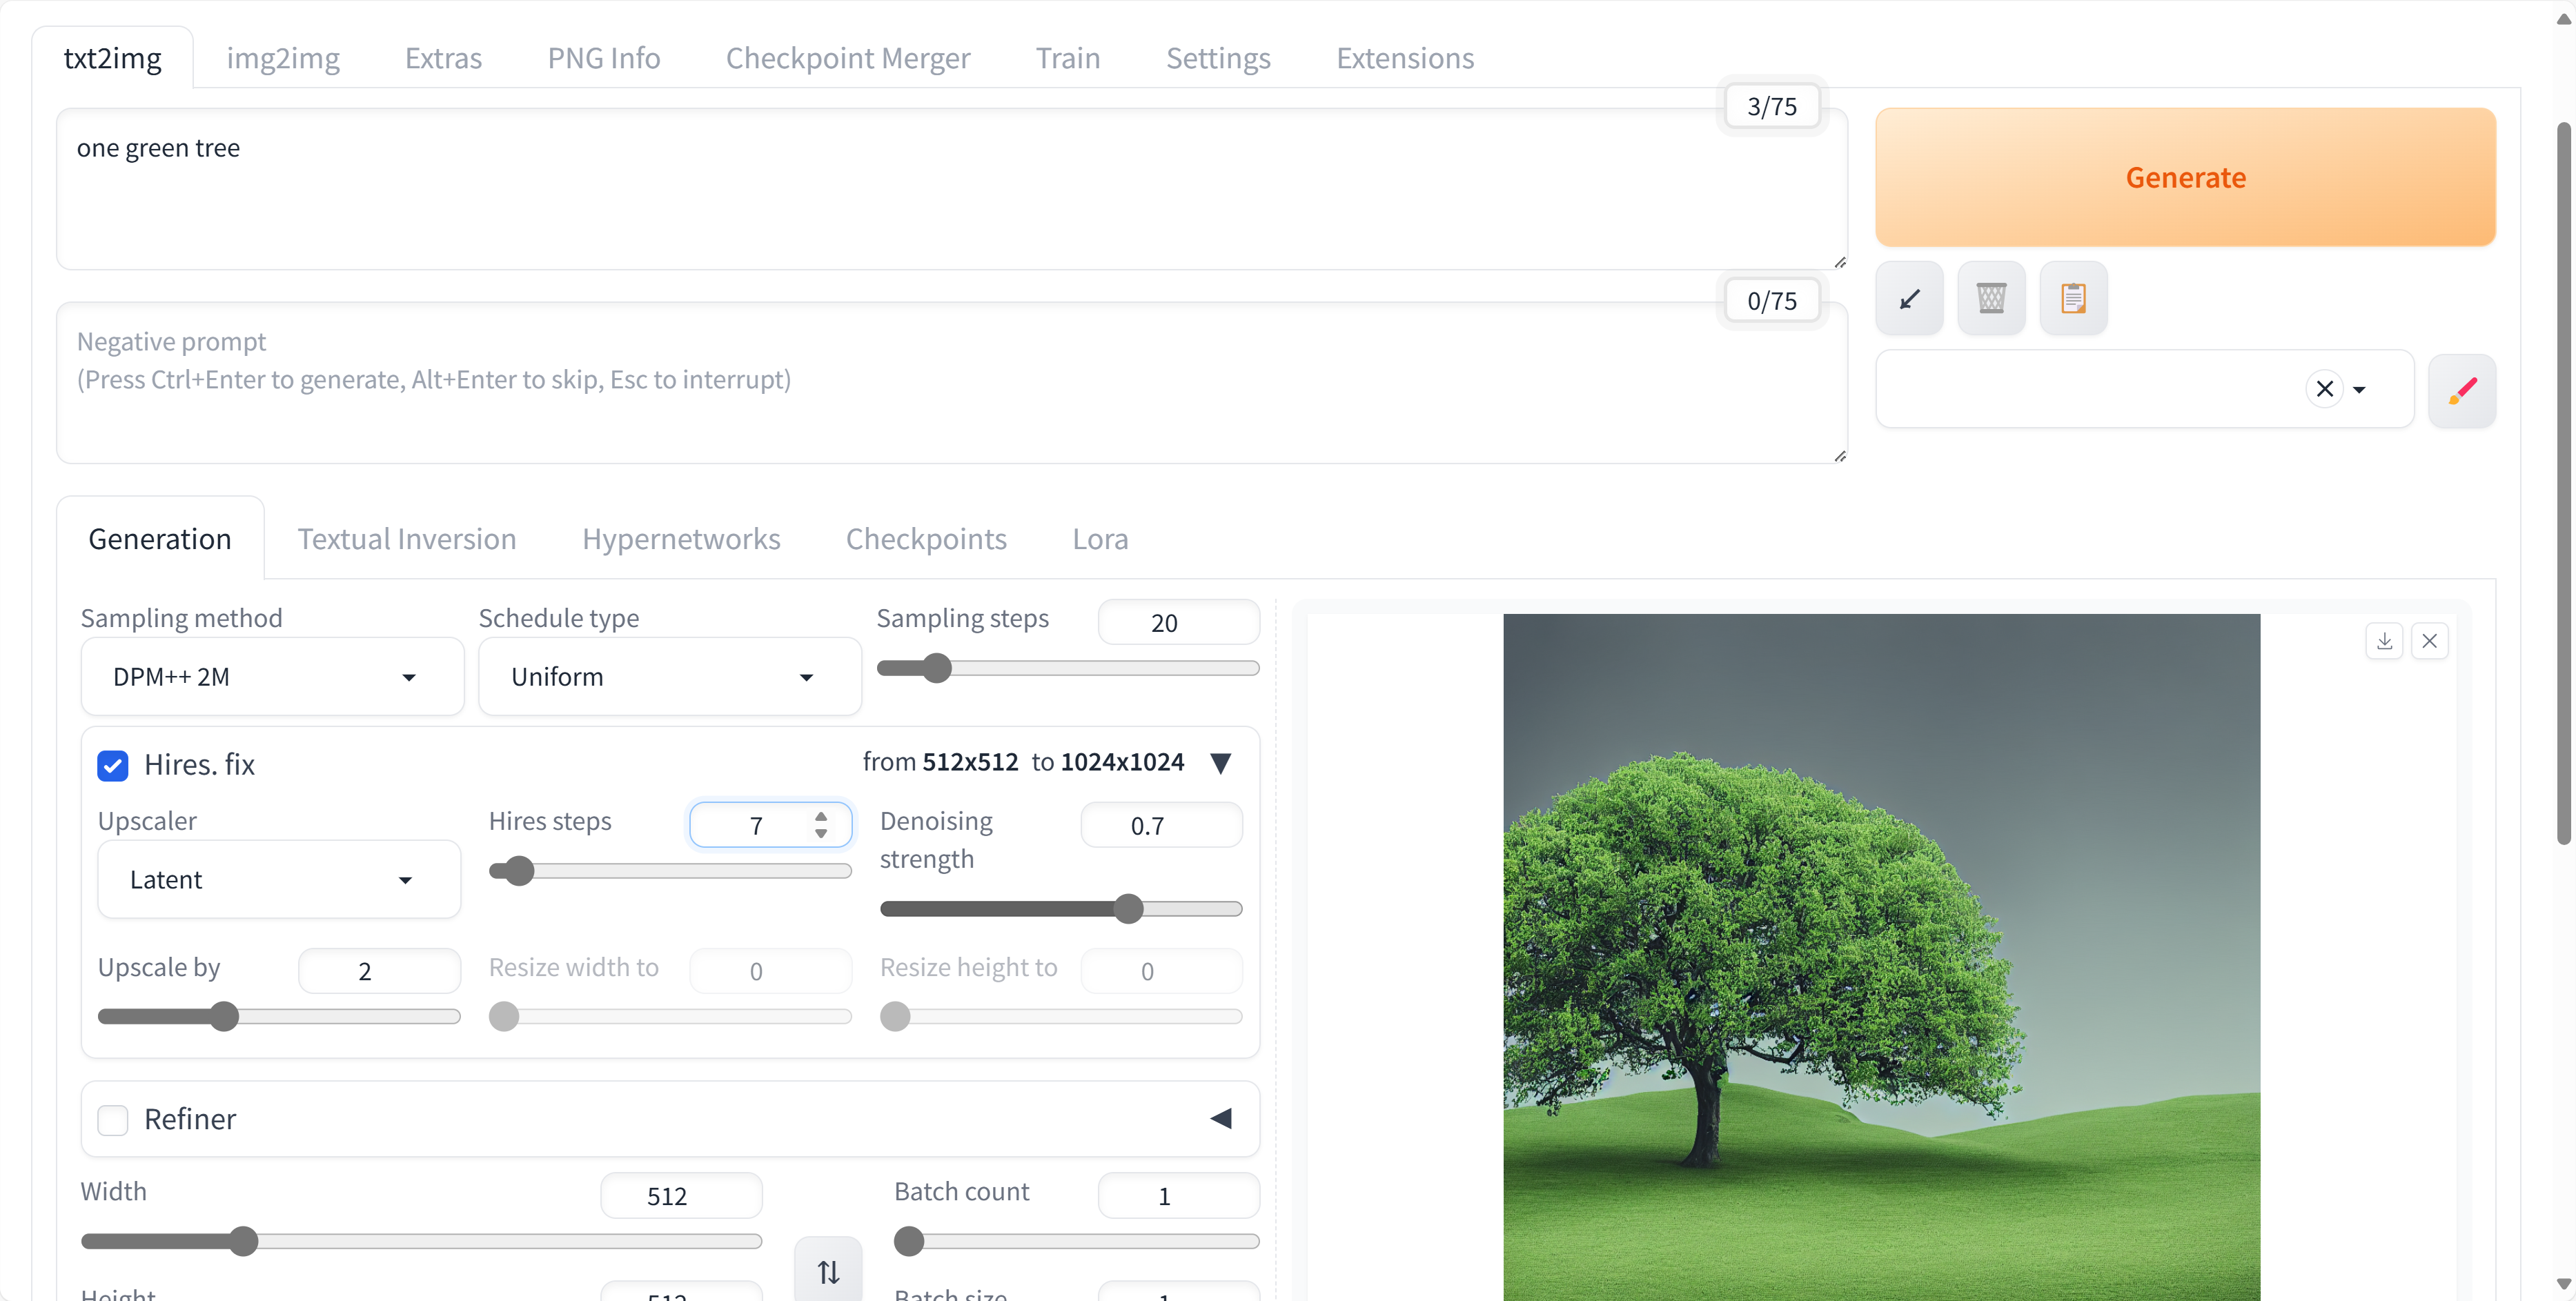 txt2img img2img Extras PNG Info Checkpoint Merger Train Settings Extensions
3/75
one green tree
Generate
0/75
Negative prompt
(Press Ctrl+Enter to generate, Alt+Enter to skip, Esc to interrupt)
Generation Textual Inversion Hypernetworks Checkpoints Lora
Sampling method Schedule type Sampling steps 20
DPM++ 2M Uniform
Hires. fix from 512x512 to 1024x1024
Upscaler Hires steps 7 Denoising strength 0.7
Latent
Upscale by 2 Resize width to 0 Resize height to 0
Refiner
Width 512 Batch count 1
Height 512 Batch size 1